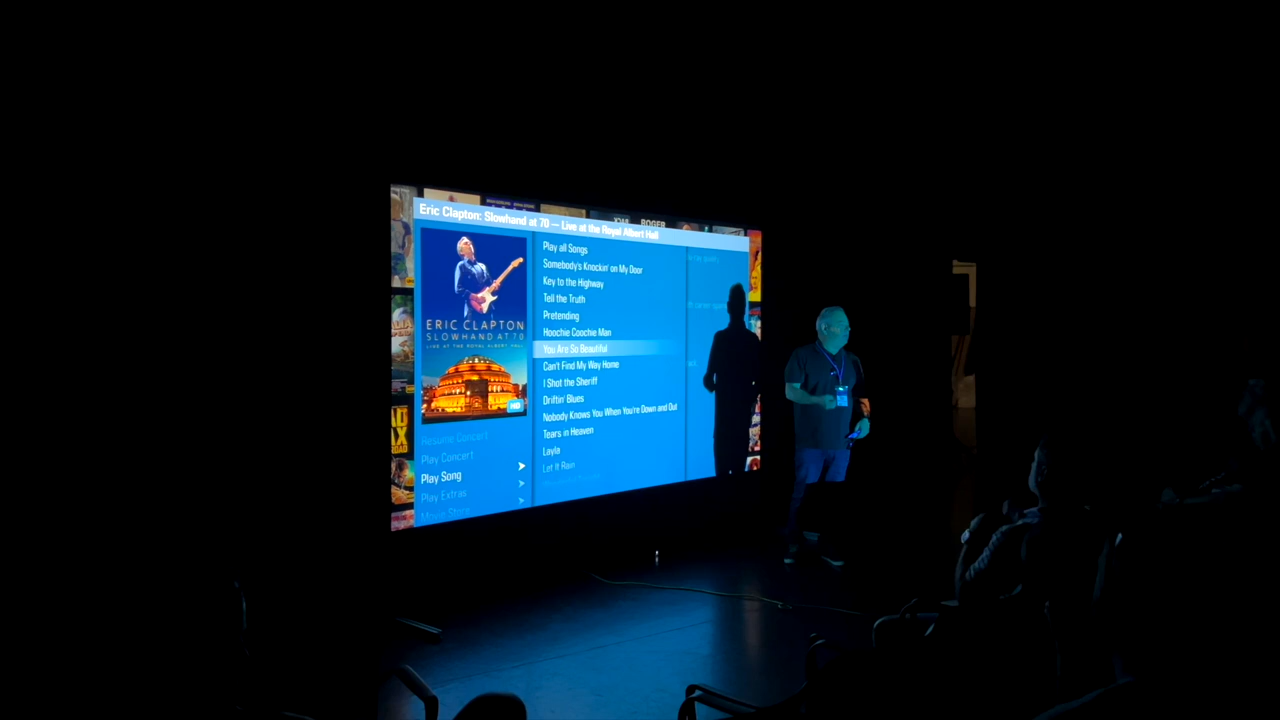 Eric Clapton: Slowhand at 70 — Live at the Royal Albert Hall
ROGER
ERIC CLAPTON
SLOWHAND AT 70
LIVE AT THE ROYAL ALBERT HALL
HD
Resume Concert
Play Concert
Play Song
Play Extras
Movie Store
Play all Songs
Somebody's Knockin' on My Door
Key to the Highway
Tell the Truth
Pretending
Hoochie Coochie Man
You Are So Beautiful
Can't Find My Way Home
I Shot the Sheriff
Driftin' Blues
Nobody Knows You When You're Down and Out
Tears in Heaven
Layla
Let It Rain